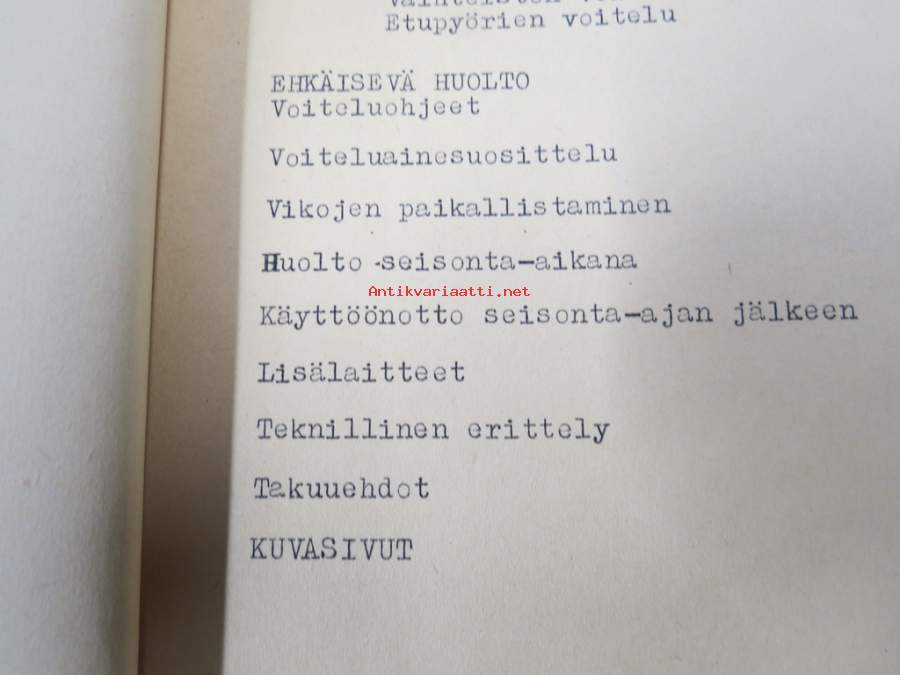 Etupyörien voitelu
EHKÄISEVÄ HUOLTO
Voiteluohjeet
Voiteluainesuosittelu
Vikojen paikallistaminen
Huolto seisonta-aikana
Antikvariaatti.net
Käyttöönotto seisonta-ajan jälkeen
Lisälaitteet
Teknillinen erittely
Takuuehdot
KUVASIVUT